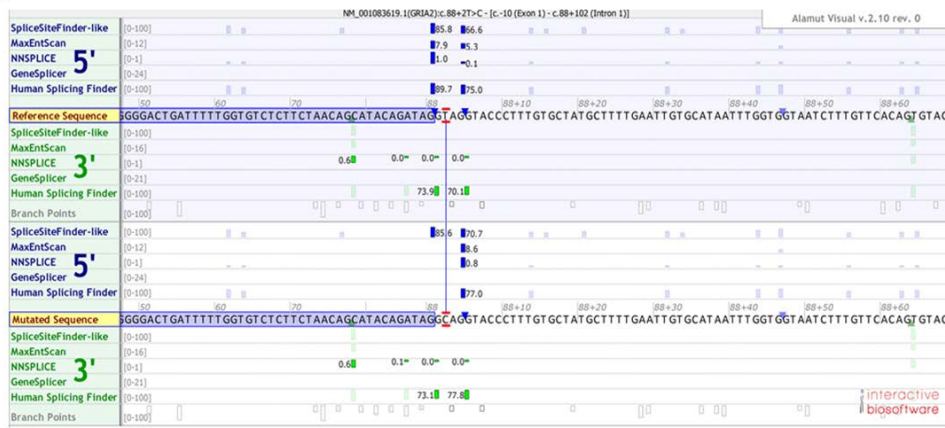 NM_001083619.1(GRIA2):c.88+2T>C - [c.-10 (Exon 1) - c.88+102 (Intron 1)]
Alamut Visual v.2.10 rev. 0
SpliceSiteFinder-like [0-100] 85.8 66.6
MaxEntScan [0-12] 7.9 5.3
NNSPLICE 5' [0-1] 1.0 0.1
GeneSplicer [0-24]
Human Splicing Finder [0-100] 89.7 75.0
50 60 70 88 88+10 88+20 88+30 88+40 88+50 88+60
Reference Sequence GGGGACTGATTTTTGGTGTCTCTTCTAACAGCATACAGATAGGTAGGTACCCTTTGTGCTATGCTTTTGAATTGTGCATAATTTGGTGGTAATCTTTGTTCACAGTGTAC
SpliceSiteFinder-like [0-100]
MaxEntScan [0-16]
NNSPLICE 3' [0-1] 0.6 0.0 0.0 0.0
GeneSplicer [0-21]
Human Splicing Finder [0-100] 73.9 70.1
Branch Points [0-100]
SpliceSiteFinder-like [0-100] 85.6 70.7
MaxEntScan [0-12] 8.6
NNSPLICE 5' [0-1] 0.8
GeneSplicer [0-24]
Human Splicing Finder [0-100] 77.0
50 60 70 88 88+10 88+20 88+30 88+40 88+50 88+60
Mutated Sequence GGGGACTGATTTTTGGTGTCTCTTCTAACAGCATACAGATAGGCAGGTACCCTTTGTGCTATGCTTTTGAATTGTGCATAATTTGGTGGTAATCTTTGTTCACAGTGTAC
SpliceSiteFinder-like [0-100]
MaxEntScan [0-16]
NNSPLICE 3' [0-1] 0.6 0.1 0.0 0.0
GeneSplicer [0-21]
Human Splicing Finder [0-100] 73.1 77.8
Branch Points [0-100]
interactive
biosoftware